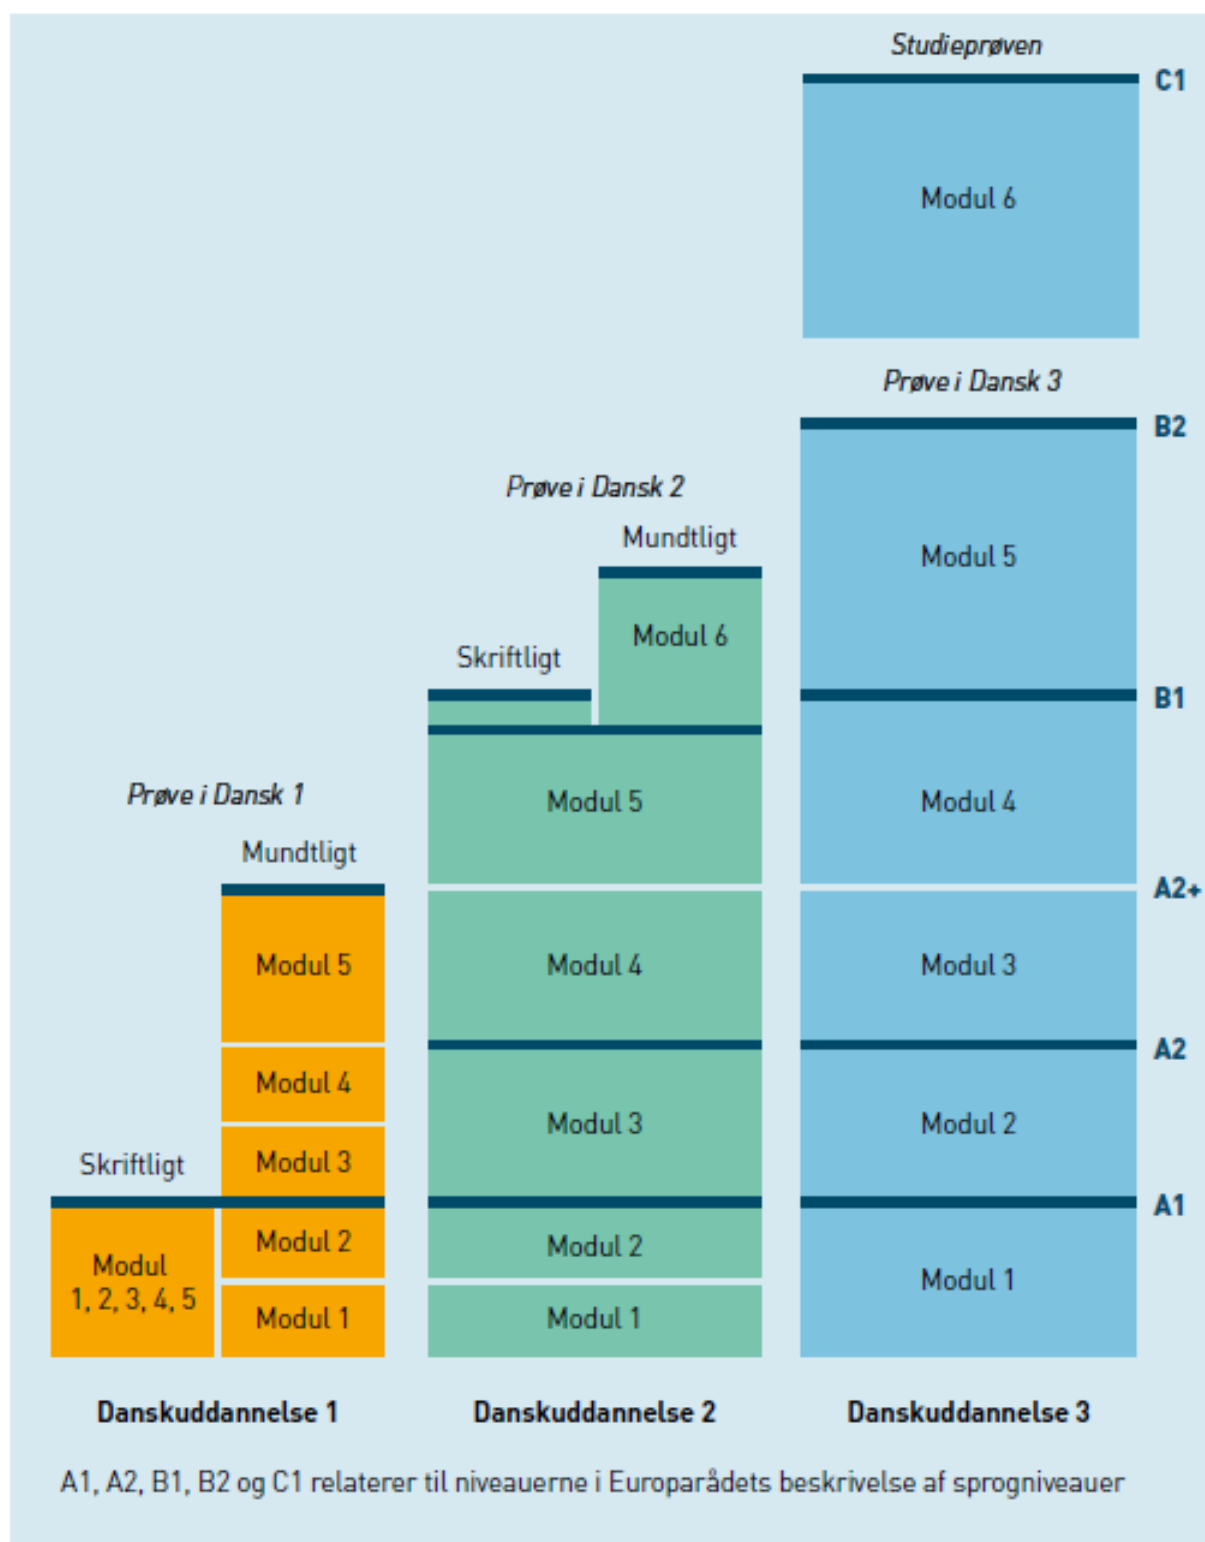 Studieprøven
C1
Modul 6
Prøve i Dansk 3
B2
Modul 5
B1
Modul 4
A2+
Modul 3
A2
Modul 2
A1
Modul 1
Danskuddannelse 3
Prøve i Dansk 2
Mundtligt
Modul 6
Skriftligt
Modul 5
Modul 4
Modul 3
Modul 2
Modul 1
Danskuddannelse 2
Prøve i Dansk 1
Mundtligt
Modul 5
Modul 4
Modul 3
Modul 2
Modul 1
Skriftligt
Modul
1, 2, 3, 4, 5
Danskuddannelse 1
A1, A2, B1, B2 og C1 relaterer til niveauerne i Europarådets beskrivelse af sprogniveauer